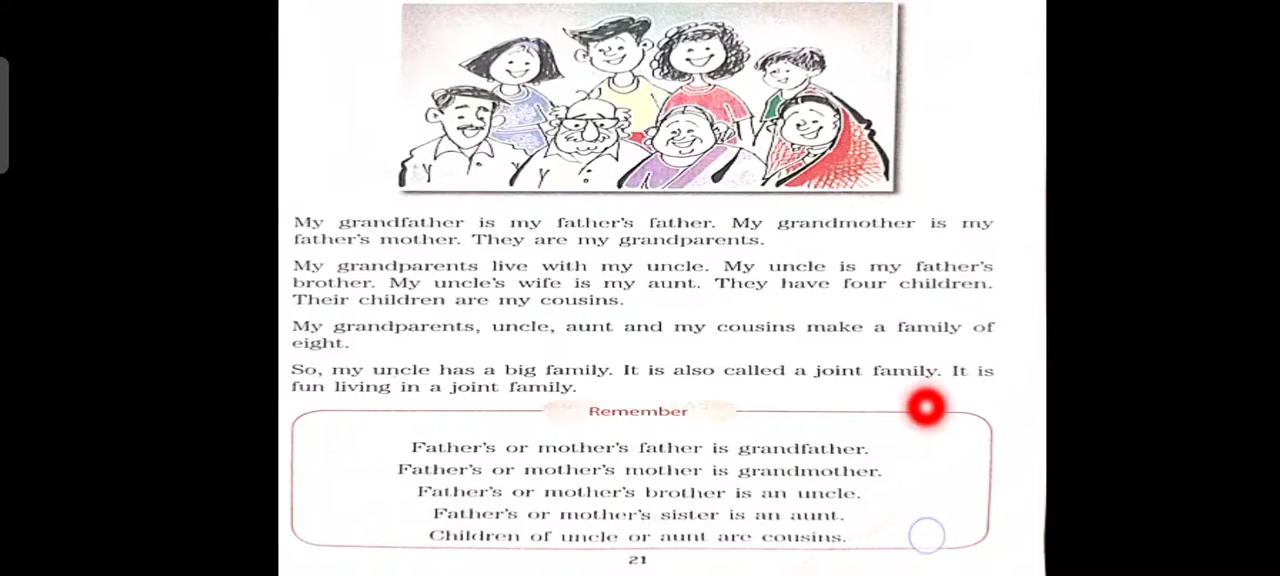 My grandfather is my father's father. My grandmother is my
father's mother. They are my grandparents.
My grandparents live with my uncle. My uncle is my father's
brother. My uncle's wife is my aunt. They have four children.
Their children are my cousins.
My grandparents, uncle, aunt and my cousins make a family of
eight.
So, my uncle has a big family. It is also called a joint family. It is
fun living in a joint family.
Remember
Father's or mother's father is grandfather.
Father's or mother's mother is grandmother.
Father's or mother's brother is an uncle.
Father's or mother's sister is an aunt.
Children of uncle or aunt are cousins.
21